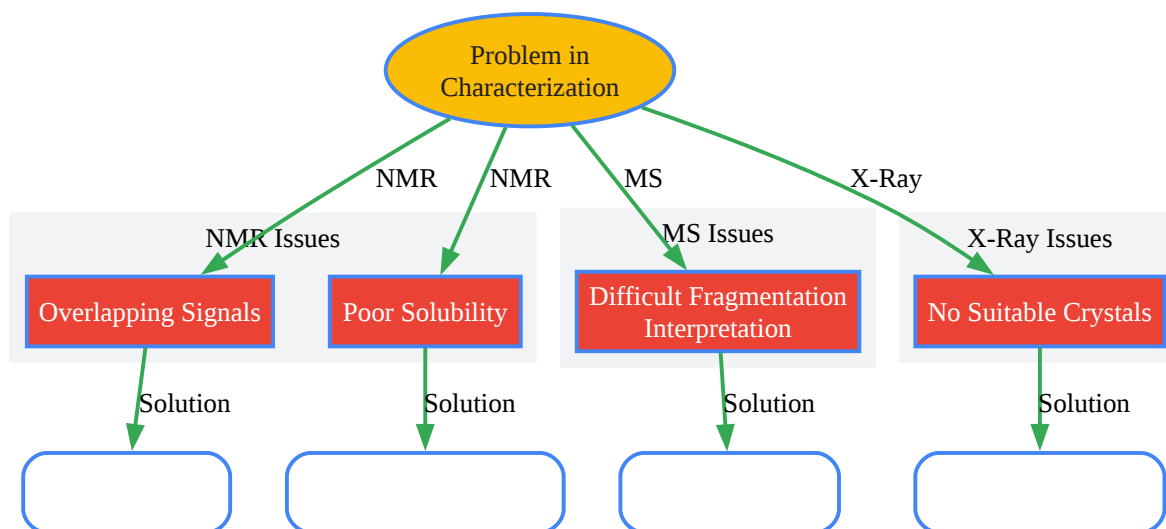 Problem in
Characterization
NMR
NMR
MS
X-Ray
NMR Issues
MS Issues
X-Ray Issues
Overlapping Signals
Poor Solubility
Difficult Fragmentation
Interpretation
No Suitable Crystals
Solution
Solution
Solution
Solution